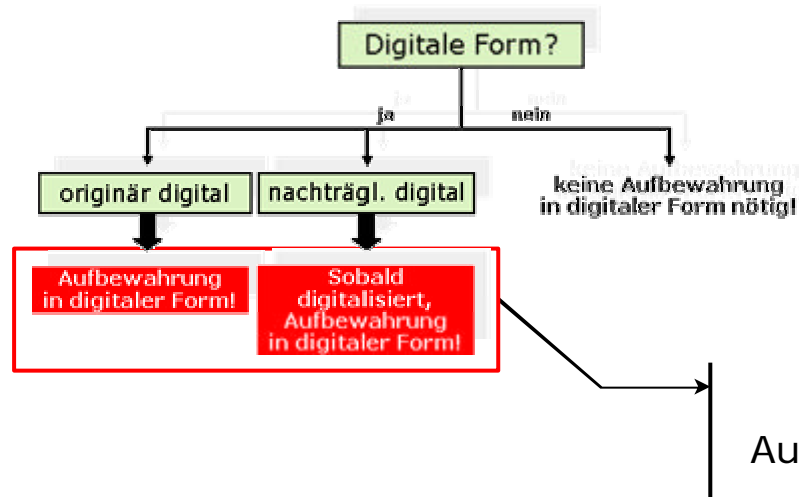 Digitale Form?
ja
nein
originär digital
nachträgl. digital
keine Aufbewahrung
in digitaler Form nötig!
Aufbewahrung
in digitaler Form!
Sobald
digitalisiert,
Aufbewahrung
in digitaler Form!
Au